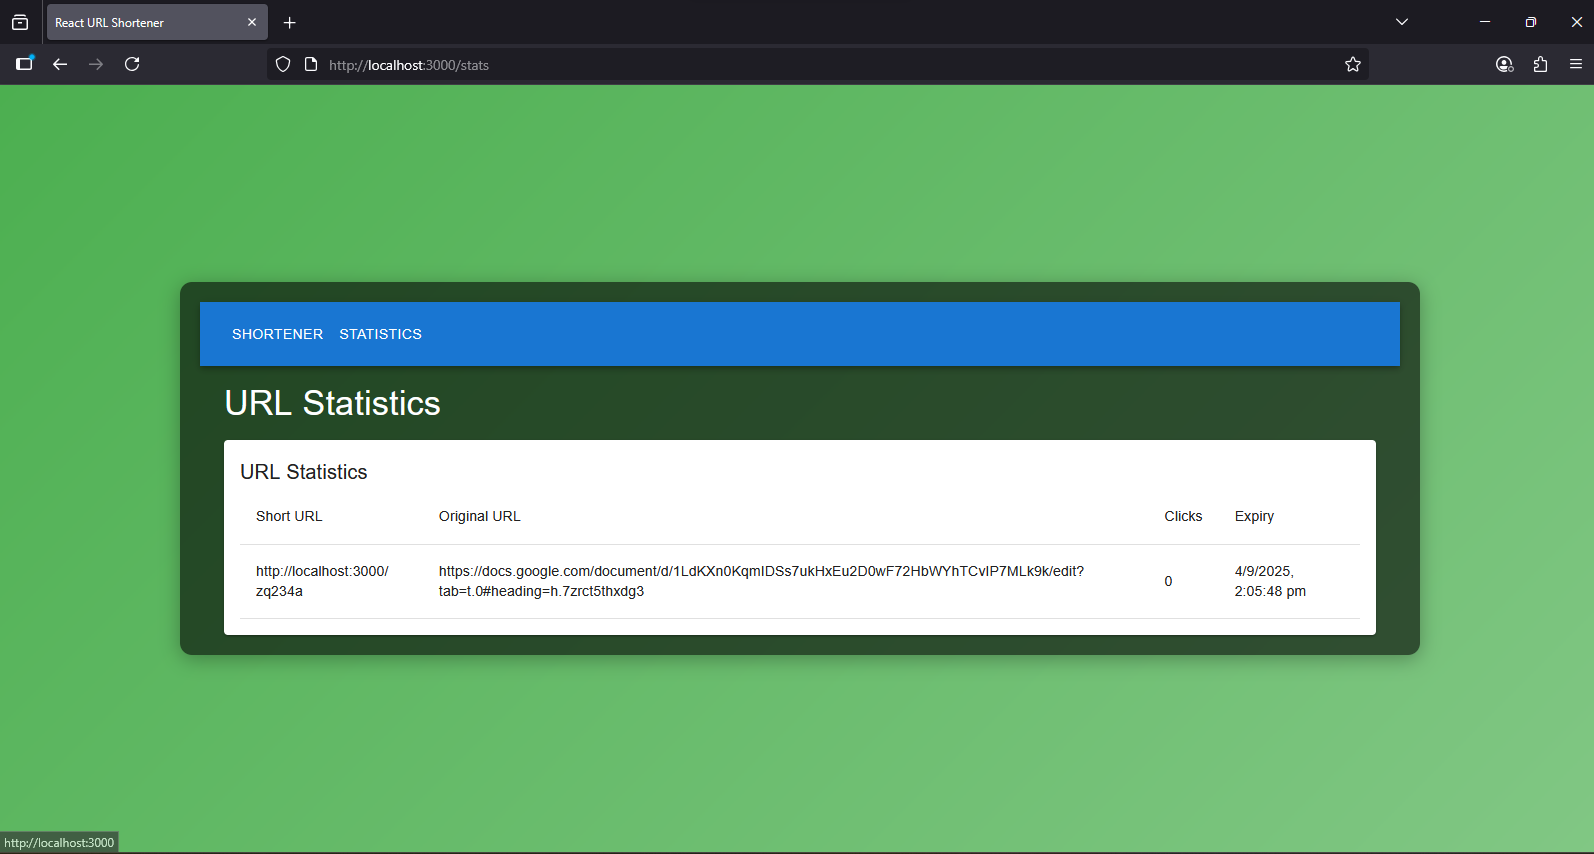 React URL Shortener
http://localhost:3000/stats
SHORTENER STATISTICS
URL Statistics
URL Statistics
Short URL Original URL Clicks Expiry
http://localhost:3000/
zq234a
https://docs.google.com/document/d/1LdKXn0KqmIDSs7ukHxEu2D0wF72HbWYhTCvIP7MLk9k/edit?
tab=t.0#heading=h.7zrct5thxdg3
0
4/9/2025,
2:05:48 pm
http://localhost:3000